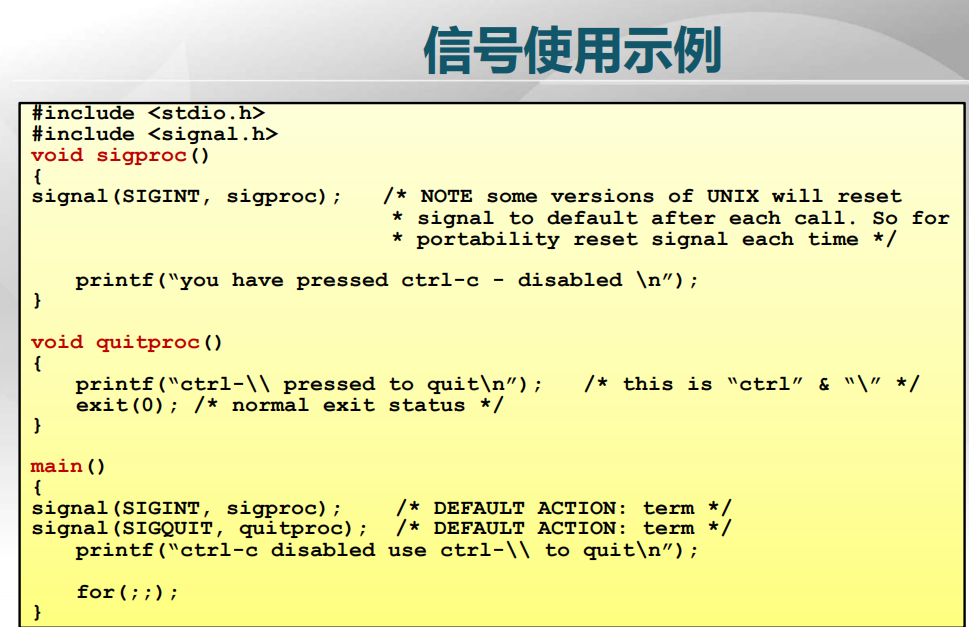 信号使用示例
#include <stdio.h>
#include <signal.h>
void sigproc()
{
signal(SIGINT, sigproc);   /* NOTE some versions of UNIX will reset
* signal to default after each call. So for
* portability reset signal each time */
printf(“you have pressed ctrl-c - disabled \n”);
}
void quitproc()
{
printf(“ctrl-\\ pressed to quit\n”);   /* this is “ctrl” & “\” */
exit(0); /* normal exit status */
}
main()
{
signal(SIGINT, sigproc);    /* DEFAULT ACTION: term */
signal(SIGQUIT, quitproc);  /* DEFAULT ACTION: term */
printf(“ctrl-c disabled use ctrl-\\ to quit\n”);
for(;;);
}